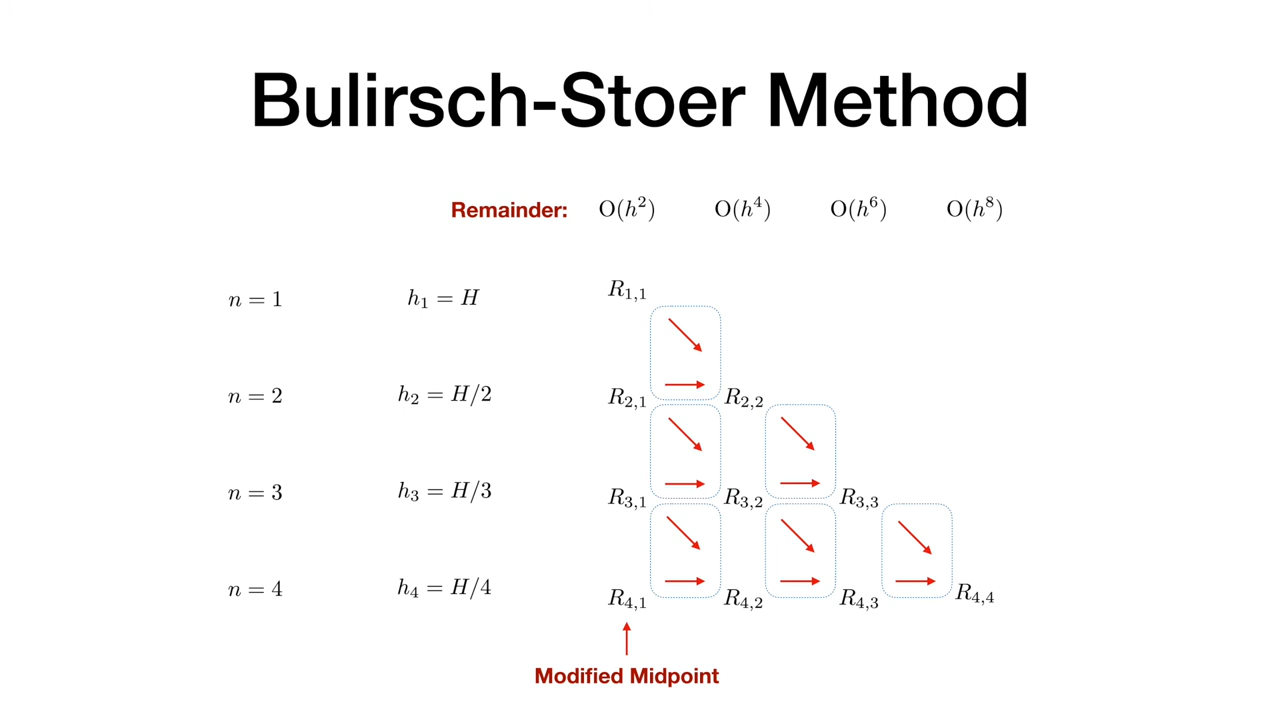 Bulirsch-Stoer Method
Remainder: O(h²) O(h⁴) O(h⁶) O(h⁸)
n = 1 h₁ = H R₁,₁
n = 2 h₂ = H/2 R₂,₁ R₂,₂
n = 3 h₃ = H/3 R₃,₁ R₃,₂ R₃,₃
n = 4 h₄ = H/4 R₄,₁ R₄,₂ R₄,₃ R₄,₄
Modified Midpoint